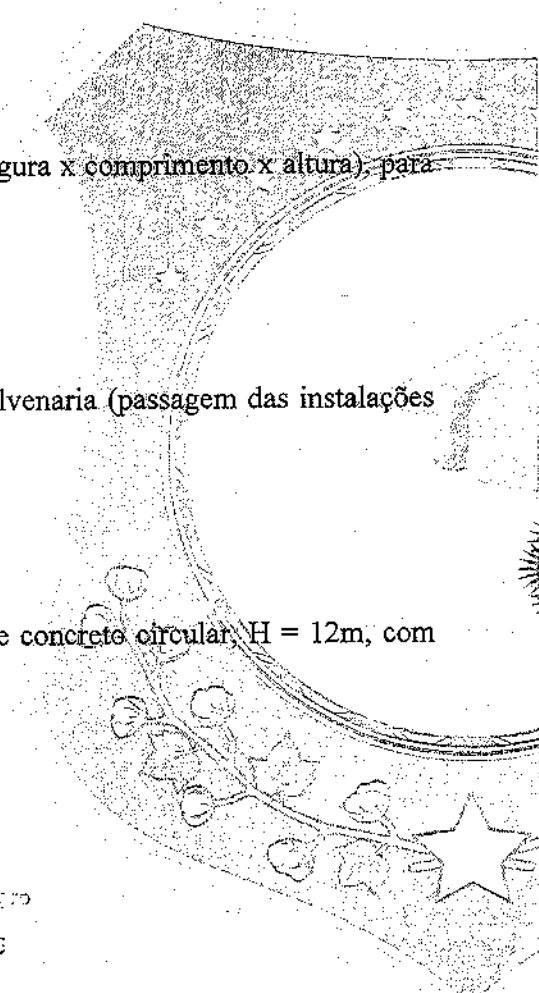 gura x comprimento x altura), para
lvenaria (passagem das instalações
e concreto circular, H = 12m, com